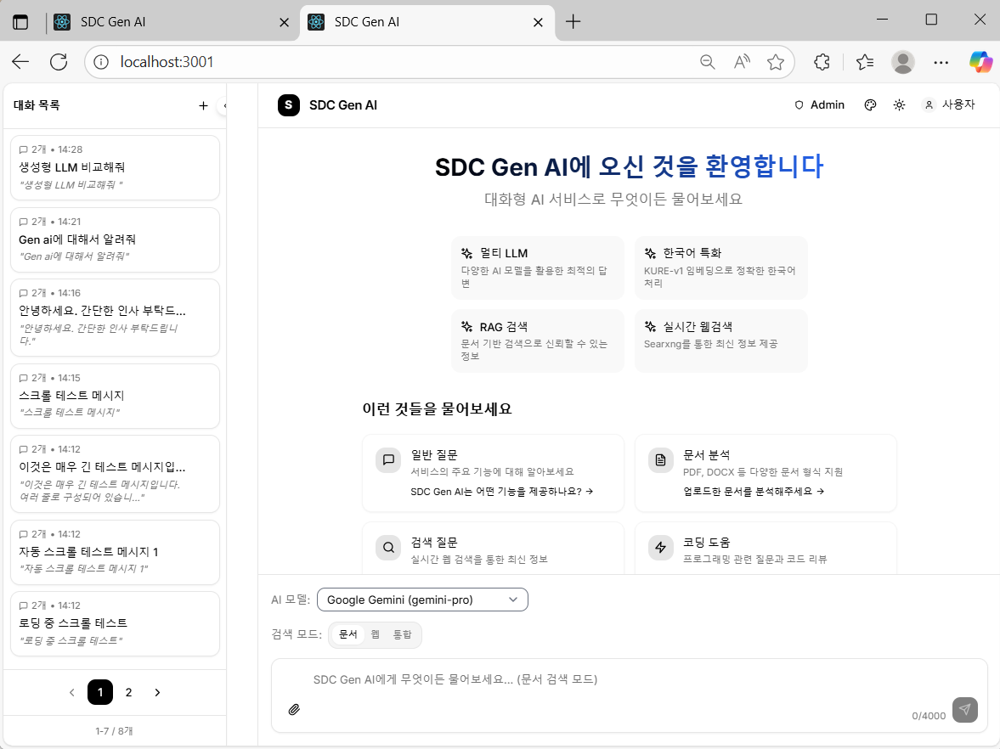 SDC Gen AI
SDC Gen AI
localhost:3001
대화 목록
2개 • 14:28
생성형 LLM 비교해줘
"생성형 LLM 비교해줘 "
2개 • 14:21
Gen ai에 대해서 알려줘
"Gen ai에 대해서 알려줘"
2개 • 14:16
안녕하세요. 간단한 인사 부탁드...
"안녕하세요. 간단한 인사 부탁드립니
다."
2개 • 14:15
스크롤 테스트 메시지
"스크롤 테스트 메시지"
2개 • 14:12
이것은 매우 긴 테스트 메시지입...
"이것은 매우 긴 테스트 메시지입니다.
여러 줄로 구성되어 있습니..."
2개 • 14:12
자동 스크롤 테스트 메시지 1
"자동 스크롤 테스트 메시지 1"
2개 • 14:12
로딩 중 스크롤 테스트
"로딩 중 스크롤 테스트"
1 2
1-7 / 8개
S SDC Gen AI
Admin
사용자
SDC Gen AI에 오신 것을 환영합니다
대화형 AI 서비스로 무엇이든 물어보세요
멀티 LLM
다양한 AI 모델을 활용한 최적의 답
변
한국어 특화
KURE-v1 임베딩으로 정확한 한국어
처리
RAG 검색
문서 기반 검색으로 신뢰할 수 있는
정보
실시간 웹검색
Searxng를 통한 최신 정보 제공
이런 것들을 물어보세요
일반 질문
서비스의 주요 기능에 대해 알아보세요
SDC Gen AI는 어떤 기능을 제공하나요? →
문서 분석
PDF, DOCX 등 다양한 문서 형식 지원
업로드한 문서를 분석해주세요 →
검색 질문
실시간 웹 검색을 통한 최신 정보
코딩 도움
프로그래밍 관련 질문과 코드 리뷰
AI 모델: Google Gemini (gemini-pro)
검색 모드: 문서 웹 통합
SDC Gen AI에게 무엇이든 물어보세요... (문서 검색 모드)
0/4000